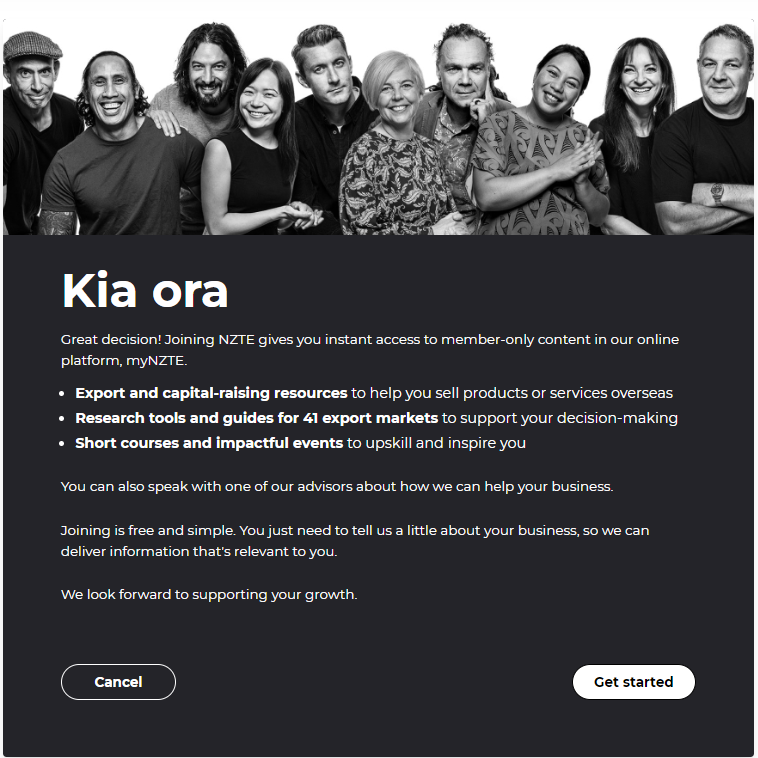 Kia ora
Great decision! Joining NZTE gives you instant access to member-only content in our online
platform, myNZTE.
• Export and capital-raising resources to help you sell products or services overseas
• Research tools and guides for 41 export markets to support your decision-making
• Short courses and impactful events to upskill and inspire you
You can also speak with one of our advisors about how we can help your business.
Joining is free and simple. You just need to tell us a little about your business, so we can
deliver information that's relevant to you.
We look forward to supporting your growth.
Cancel
Get started